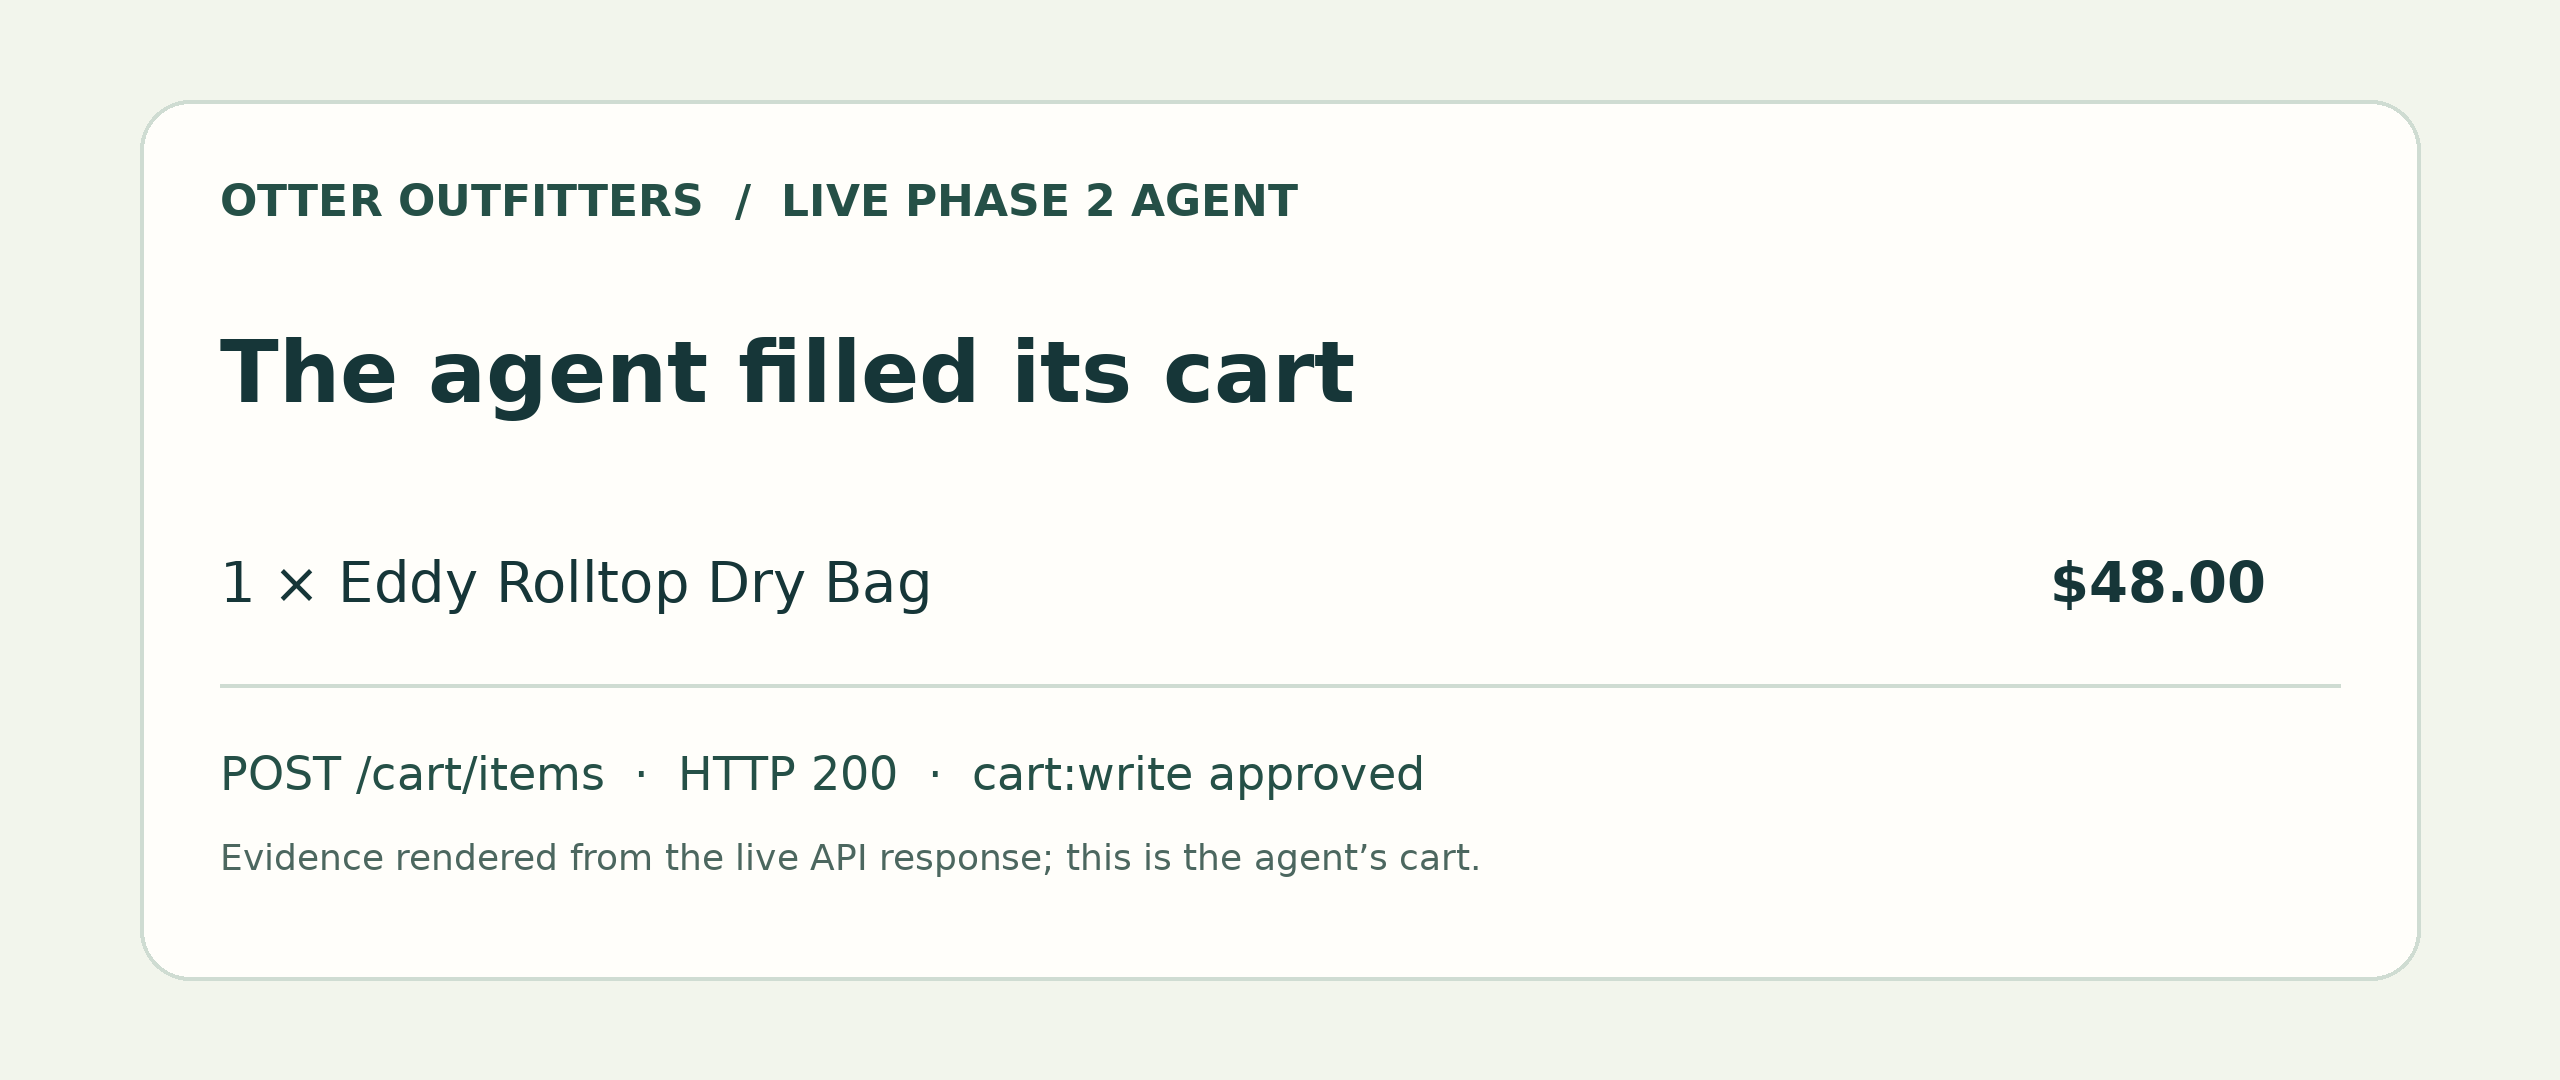 OTTER OUTFITTERS / LIVE PHASE 2 AGENT
The agent filled its cart
1 × Eddy Rolltop Dry Bag $48.00
POST /cart/items · HTTP 200 · cart:write approved
Evidence rendered from the live API response; this is the agent’s cart.